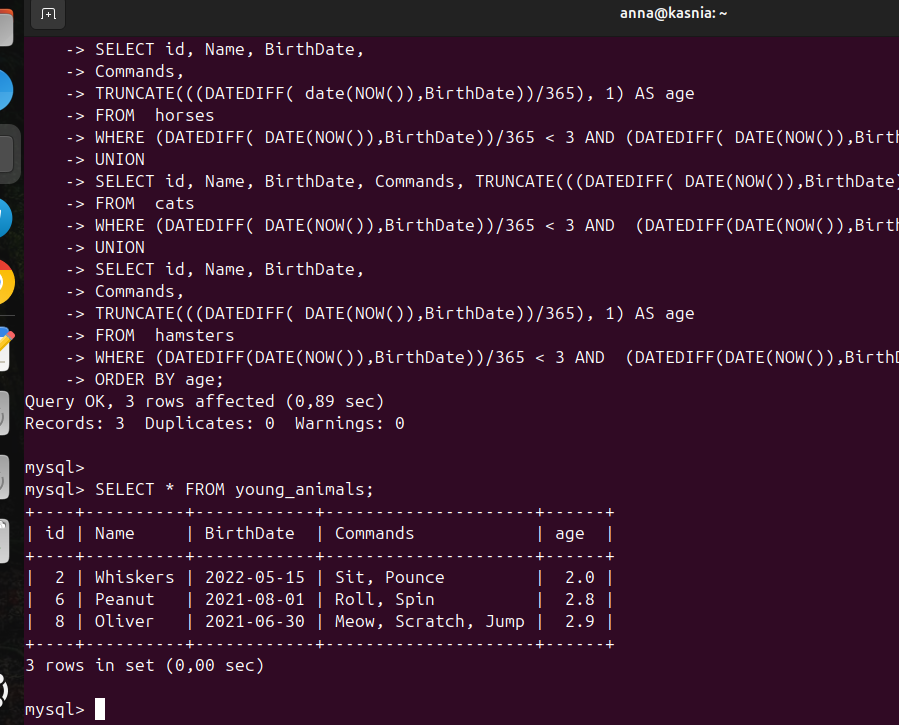 anna@kasnia: ~
-> SELECT id, Name, BirthDate,
-> Commands,
-> TRUNCATE(((DATEDIFF( date(NOW()),BirthDate))/365), 1) AS age
-> FROM  horses
-> WHERE (DATEDIFF( DATE(NOW()),BirthDate))/365 < 3 AND (DATEDIFF( DATE(NOW()),Birth
-> UNION
-> SELECT id, Name, BirthDate, Commands, TRUNCATE(((DATEDIFF( DATE(NOW()),BirthDate)
-> FROM  cats
-> WHERE (DATEDIFF( DATE(NOW()),BirthDate))/365 < 3 AND  (DATEDIFF(DATE(NOW()),Birth
-> UNION
-> SELECT id, Name, BirthDate,
-> Commands,
-> TRUNCATE(((DATEDIFF( DATE(NOW()),BirthDate))/365), 1) AS age
-> FROM  hamsters
-> WHERE (DATEDIFF(DATE(NOW()),BirthDate))/365 < 3 AND  (DATEDIFF(DATE(NOW()),BirthD
-> ORDER BY age;
Query OK, 3 rows affected (0,89 sec)
Records: 3  Duplicates: 0  Warnings: 0
mysql>
mysql> SELECT * FROM young_animals;
+----+----------+------------+----------------------+------+
| id | Name     | BirthDate  | Commands             | age  |
+----+----------+------------+----------------------+------+
|  2 | Whiskers | 2022-05-15 | Sit, Pounce          |  2.0 |
|  6 | Peanut   | 2021-08-01 | Roll, Spin           |  2.8 |
|  8 | Oliver   | 2021-06-30 | Meow, Scratch, Jump |  2.9 |
+----+----------+------------+----------------------+------+
3 rows in set (0,00 sec)
mysql>